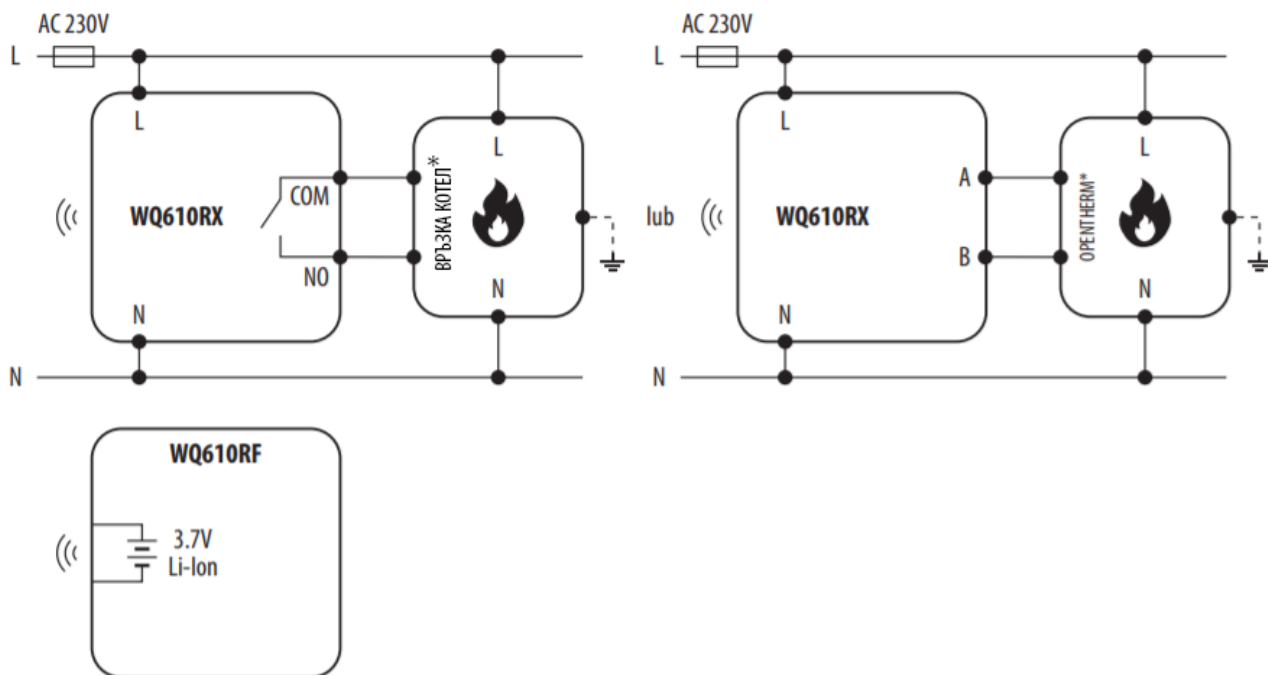 AC 230V
L
L
WQ610RX
COM
NO
N
ВРЪЗКА КОТЕЛ*
L
N
N
lub
AC 230V
L
L
WQ610RX
A
B
N
OPENTHERM*
L
N
N
WQ610RF
3.7V
Li-Ion